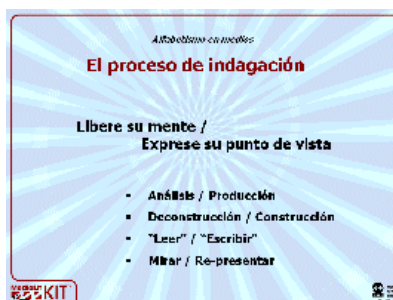 Alfabetismo en medios
El proceso de indagación
Libere su mente /
Exprese su punto de vista
• Análisis / Producción
• Deconstrucción / Construcción
• "Leer" / "Escribir"
• Mirar / Re-presentar
KIT